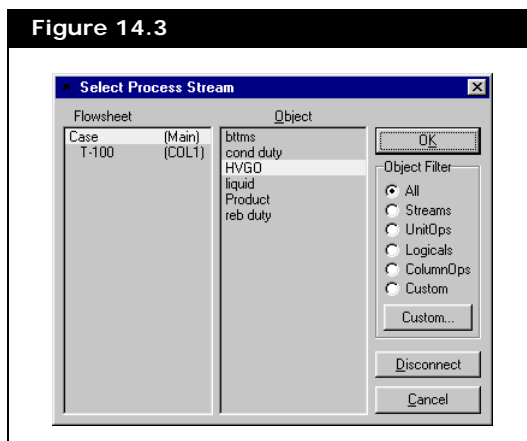 Figure 14.3
Select Process Stream
Flowsheet
Object
Case (Main)
T-100 (COL1)
bttms
cond duty
HVGO
liquid
Product
reb duty
OK
Object Filter
All
Streams
UnitOps
Logicals
ColumnOps
Custom
Custom...
Disconnect
Cancel